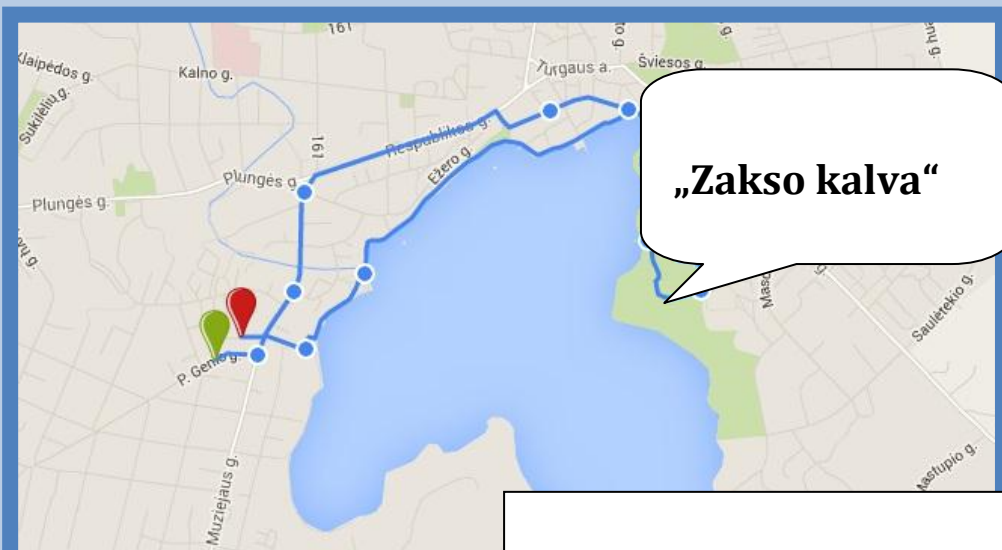 161
Klaipėdos g.
Kalno g.
Sukilėlių g.
Turgaus a.
Šviesos g.
161
Respublikos g.
Ežero g.
Plungės g.
Plungės g.
„Zakso kalva“
Saulėtekio g.
P. Genio g.
Muziejaus g.